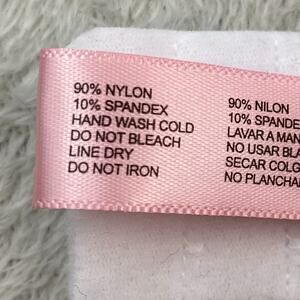 90% NYLON
10% SPANDEX
HAND WASH COLD
DO NOT BLEACH
LINE DRY
DO NOT IRON
90% NILON
10% SPANDE
LAVAR A MAN
NO USAR BLA
SECAR COLG
NO PLANCHA